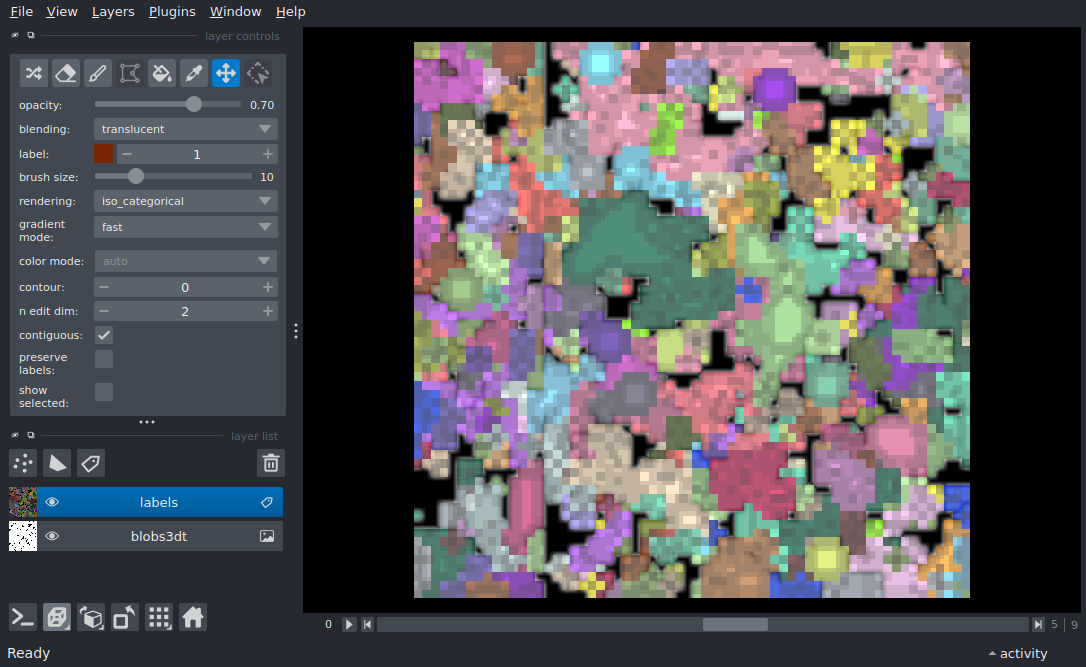 File View Layers Plugins Window Help
layer controls
opacity: 0.70
blending: translucent
label: 1
brush size: 10
rendering: iso_categorical
gradient
mode: fast
color mode: auto
contour: 0
n edit dim: 2
contiguous:
preserve
labels:
show
selected:
layer list
labels
blobs3dt
0 5 9
Ready activity